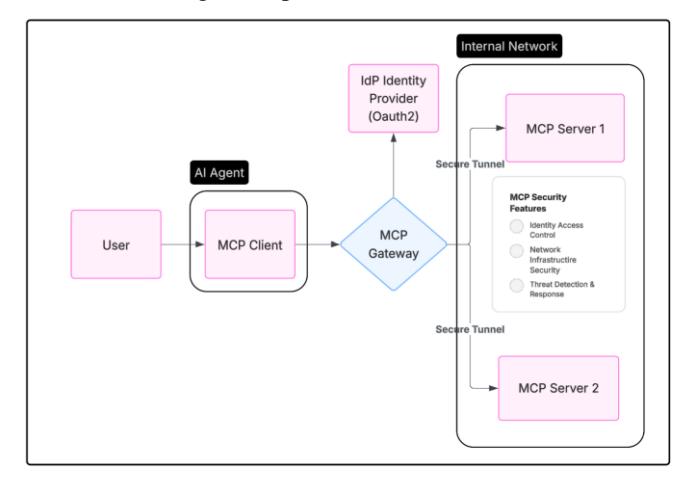 Internal Network
IdP Identity
Provider
(Oauth2)
MCP Server 1
Secure Tunnel
AI Agent
MCP Security
Features
Identity Access
Control
Network
Infrastructire
Security
Threat Detection &
Response
User
MCP Client
MCP
Gateway
Secure Tunnel
MCP Server 2